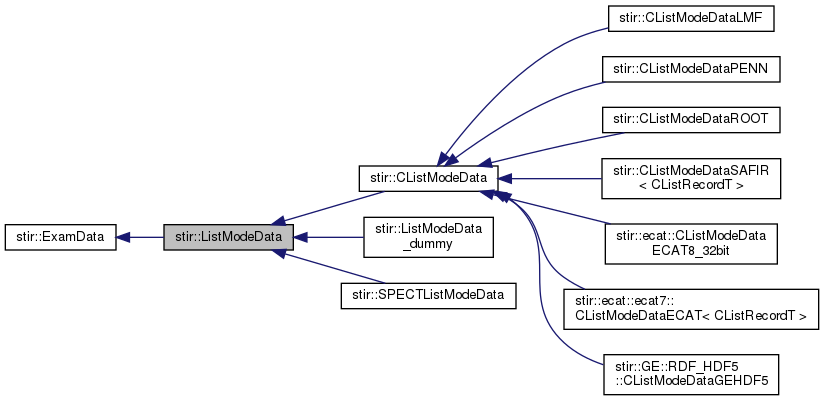 stir::CListModeDataLMF
stir::CListModeDataPENN
stir::CListModeDataROOT
stir::CListModeData
stir::CListModeDataSAFIR
< CListRecordT >
stir::ExamData
stir::ListModeData
stir::ListModeData
_dummy
stir::ecat::CListModeData
ECAT8_32bit
stir::SPECTListModeData
stir::ecat::ecat7::
CListModeDataECAT< CListRecordT >
stir::GE::RDF_HDF5
::CListModeDataGEHDF5